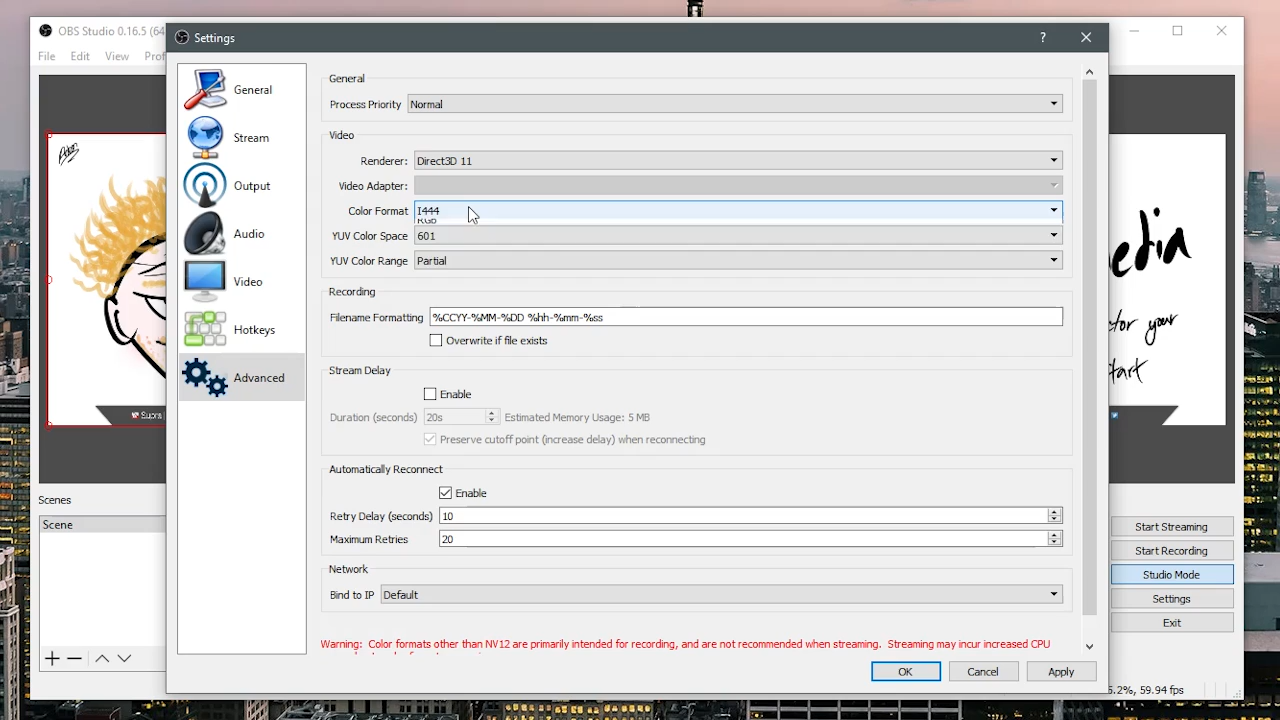 OBS Studio 0.16.5 (64
Settings
?
File Edit View Prof
General
Stream
Output
Audio
Video
Hotkeys
Advanced
General
Process Priority Normal
Video
Renderer: Direct3D 11
Video Adapter:
Color Format I444
RGB
YUV Color Space 601
YUV Color Range Partial
Recording
Filename Formatting %CCYY-%MM-%DD %hh-%mm-%ss
Overwrite if file exists
Stream Delay
Enable
Duration (seconds) 20s Estimated Memory Usage: 5 MB
Preserve cutoff point (increase delay) when reconnecting
Automatically Reconnect
Enable
Retry Delay (seconds) 10
Maximum Retries 20
Network
Bind to IP Default
Warning: Color formats other than NV12 are primarily intended for recording, and are not recommended when streaming. Streaming may incur increased CPU
OK Cancel Apply
Supra
edia
for your
tart
Scenes
Scene
Start Streaming
Start Recording
Studio Mode
Settings
Exit
5.2%, 59.94 fps